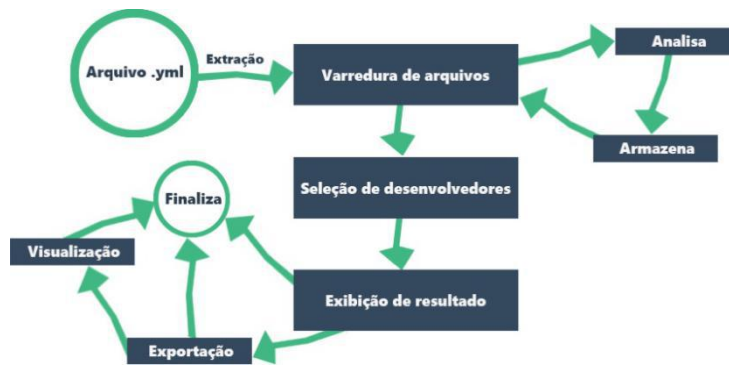 Arquivo .yml
Extração
Varredura de arquivos
Analisa
Armazena
Seleção de desenvolvedores
Finaliza
Visualização
Exibição de resultado
Exportação